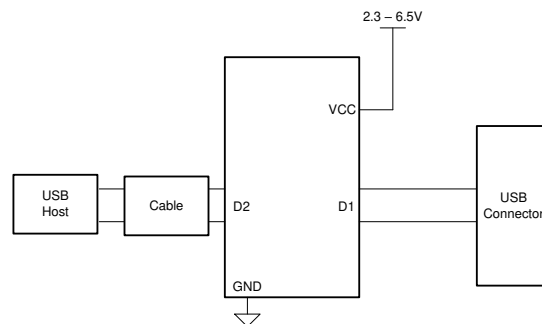 2.3 – 6.5V
VCC
USB
Host
Cable
D2
D1
USB
Connector
GND